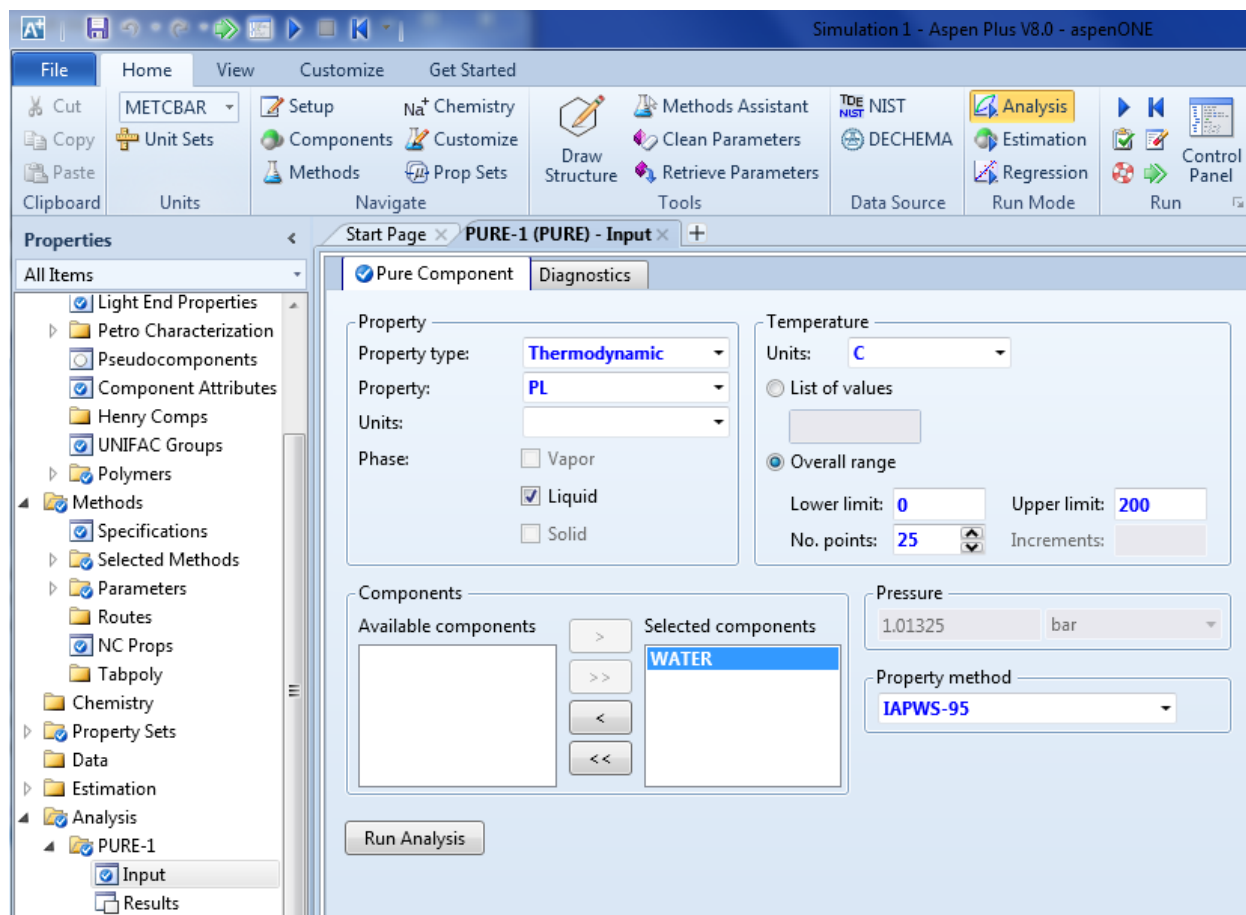 Simulation 1 - Aspen Plus V8.0 - aspenONE
File Home View Customize Get Started
Cut METCBAR Setup Na+ Chemistry Methods Assistant TDE NIST NIST Analysis
Copy Unit Sets Components Customize Draw Structure Clean Parameters DECHEMA Estimation Control Panel
Paste Methods Prop Sets Retrieve Parameters Regression
Clipboard Units Navigate Tools Data Source Run Mode Run
Properties < Start Page PURE-1 (PURE) - Input
All Items
Pure Component Diagnostics
Light End Properties
Petro Characterization
Pseudocomponents
Component Attributes
Henry Comps
UNIFAC Groups
Polymers
Methods
Specifications
Selected Methods
Parameters
Routes
NC Props
Tabpoly
Chemistry
Property Sets
Data
Estimation
Analysis
PURE-1
Input
Results
Property
Property type: Thermodynamic
Property: PL
Units:
Phase: Vapor
Liquid
Solid
Temperature
Units: C
List of values
Overall range
Lower limit: 0 Upper limit: 200
No. points: 25 Increments:
Components
Available components Selected components
> WATER
>>
<
<<
Pressure
1.01325 bar
Property method
IAPWS-95
Run Analysis